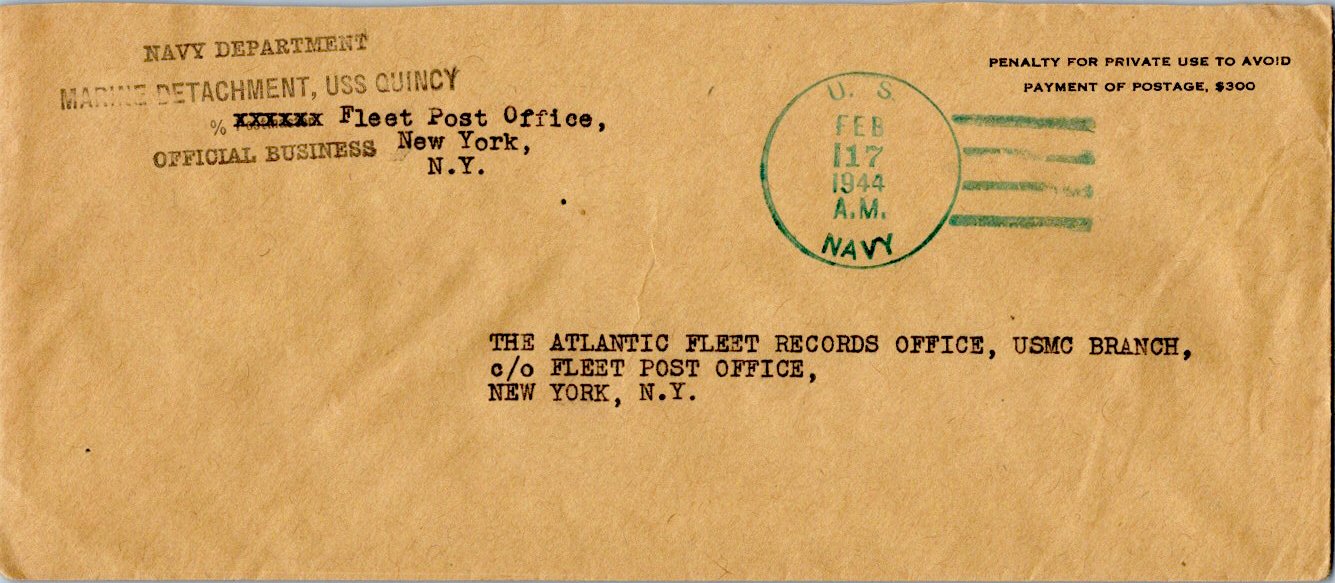 NAVY DEPARTMENT
MARINE DETACHMENT, USS QUINCY
% xxxxxx Fleet Post Office,
OFFICIAL BUSINESS New York,
N.Y.
PENALTY FOR PRIVATE USE TO AVOID
PAYMENT OF POSTAGE, $300
U. S.
FEB
17
1944
A.M.
NAVY
THE ATLANTIC FLEET RECORDS OFFICE, USMC BRANCH,
c/o FLEET POST OFFICE,
NEW YORK, N.Y.